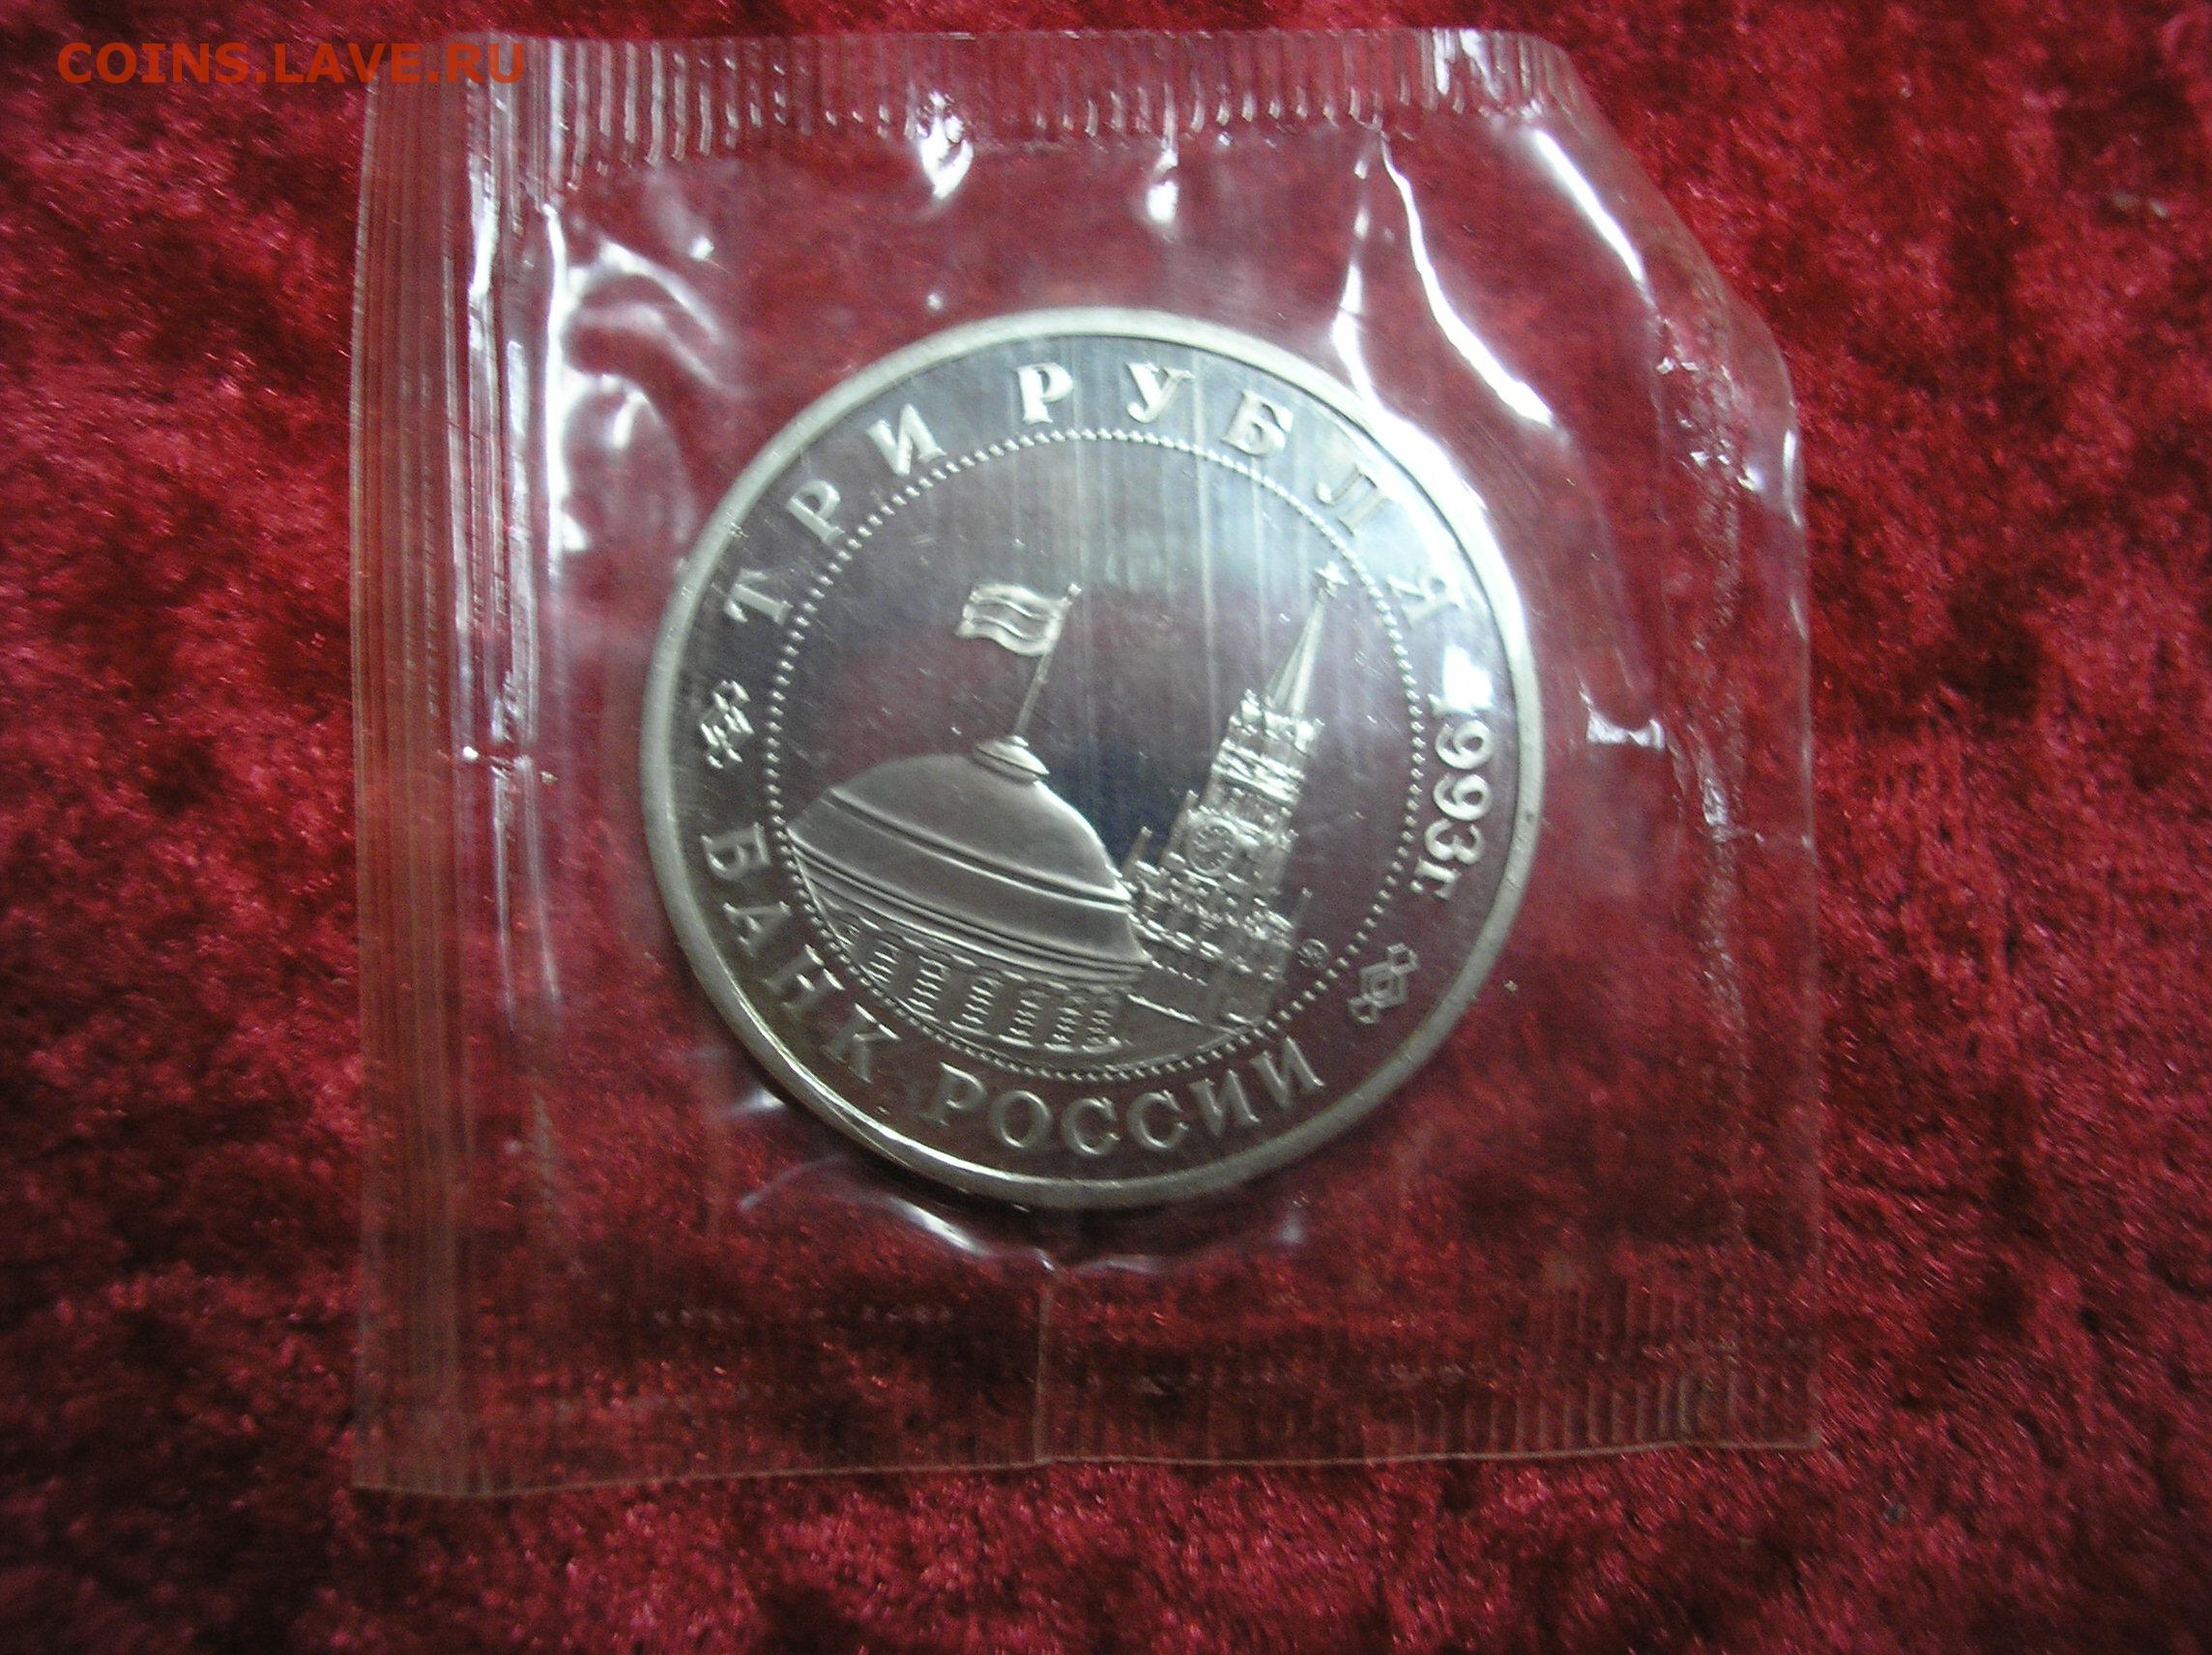 COINS.LAVE.RU
ТРИ РУБЛЯ 1993г.
БАНК РОССИИ